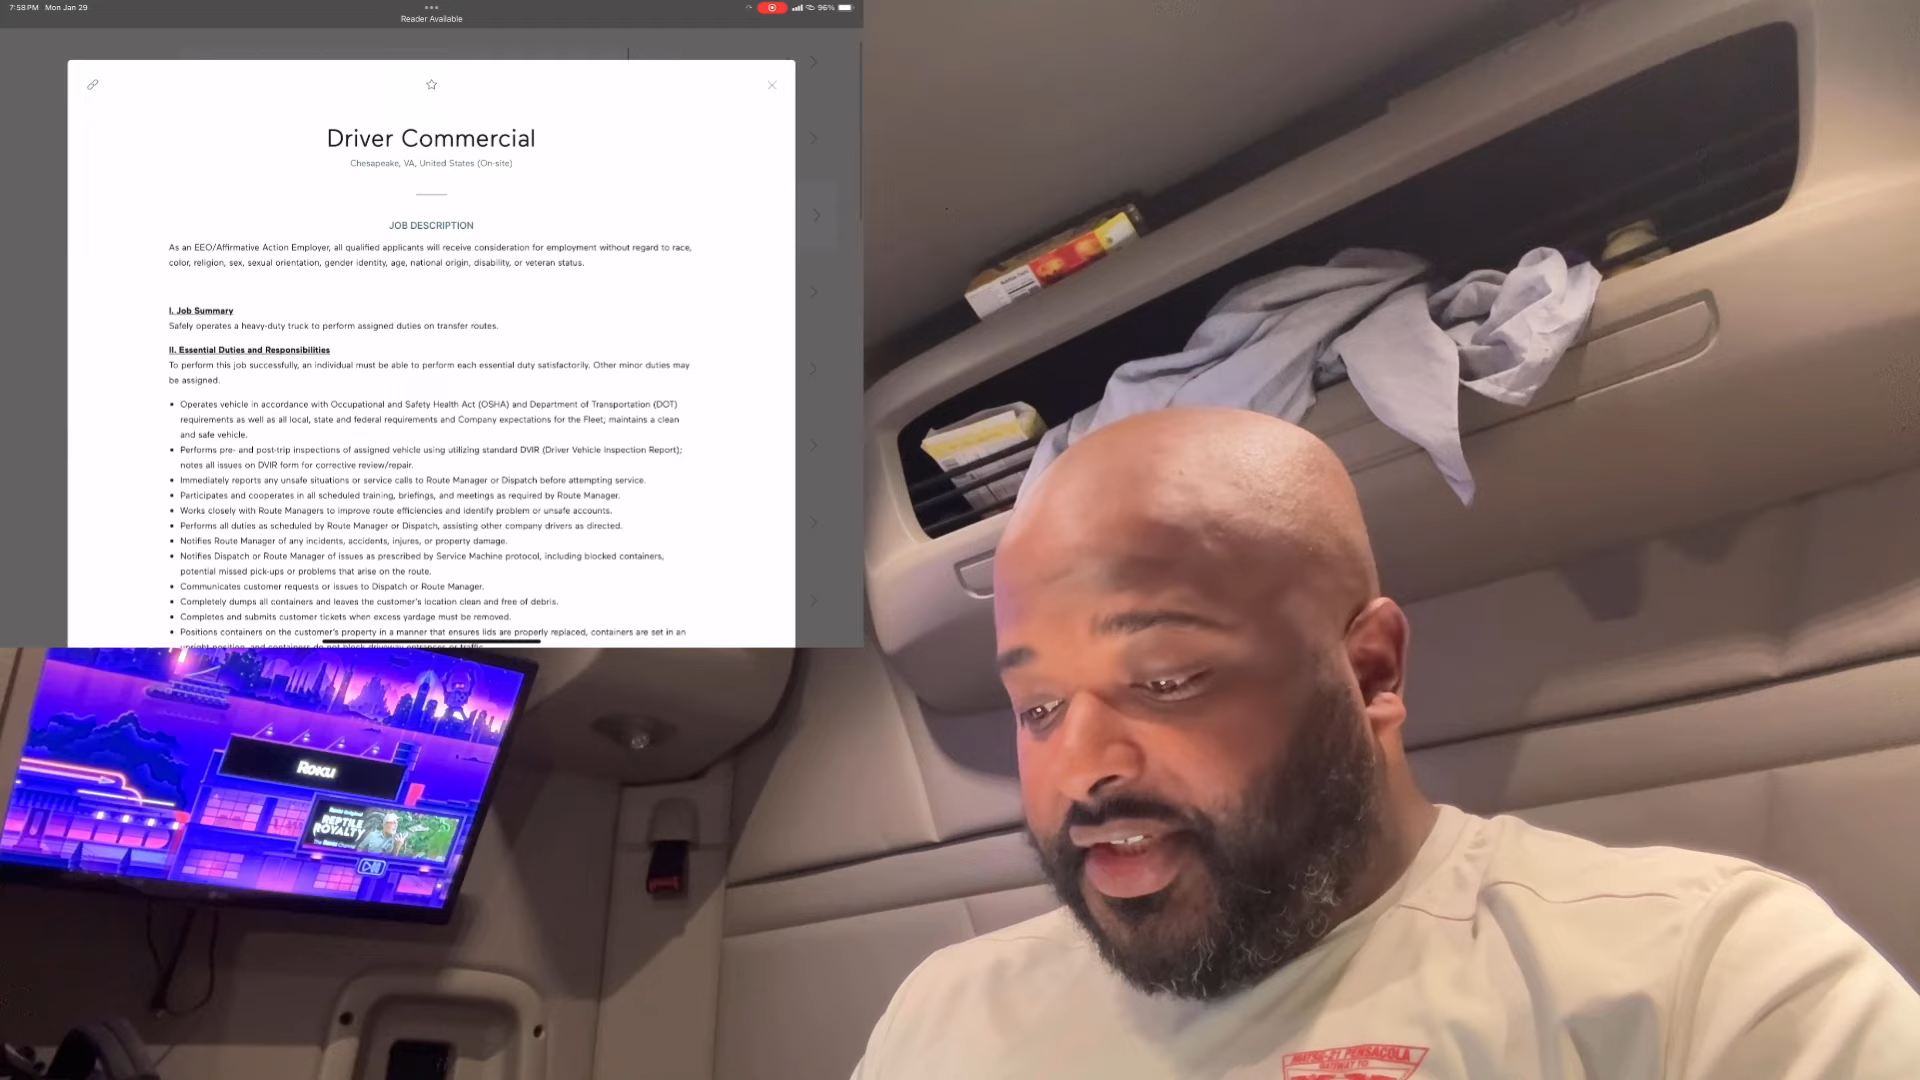 7:58 PM Mon Jan 29
96%
Reader Available
Driver Commercial
Chesapeake, VA, United States (On-site)
JOB DESCRIPTION
As an EEO/Affirmative Action Employer, all qualified applicants will receive consideration for employment without regard to race,
color, religion, sex, sexual orientation, gender identity, age, national origin, disability, or veteran status.
I. Job Summary
Safely operates a heavy-duty truck to perform assigned duties on transfer routes.
II. Essential Duties and Responsibilities
To perform this job successfully, an individual must be able to perform each essential duty satisfactorily. Other minor duties may
be assigned.
• Operates vehicle in accordance with Occupational and Safety Health Act (OSHA) and Department of Transportation (DOT)
requirements as well as all local, state and federal requirements and Company expectations for the Fleet; maintains a clean
and safe vehicle.
• Performs pre- and post-trip inspections of assigned vehicle using utilizing standard DVIR (Driver Vehicle Inspection Report);
notes all issues on DVIR form for corrective review/repair.
• Immediately reports any unsafe situations or service calls to Route Manager or Dispatch before attempting service.
• Participates and cooperates in all scheduled training, briefings, and meetings as required by Route Manager.
• Works closely with Route Managers to improve route efficiencies and identify problem or unsafe accounts.
• Performs all duties as scheduled by Route Manager or Dispatch, assisting other company drivers as directed.
• Notifies Route Manager of any incidents, accidents, injures, or property damage.
• Notifies Dispatch or Route Manager of issues as prescribed by Service Machine protocol, including blocked containers,
potential missed pick-ups or problems that arise on the route.
• Communicates customer requests or issues to Dispatch or Route Manager.
• Completely dumps all containers and leaves the customer's location clean and free of debris.
• Completes and submits customer tickets when excess yardage must be removed.
• Positions containers on the customer's property in a manner that ensures lids are properly replaced, containers are set in an
upright position, and containers do not block driveway entrances or traffic.
Roku
REPTILE
ROYALTY
PENSACOLA
GATEWAY TO